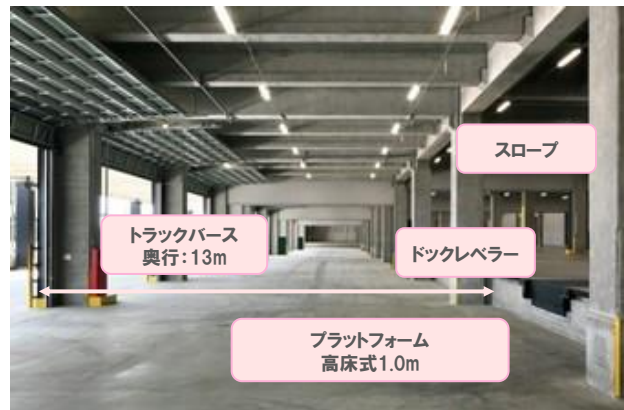 スロープ
トラックバース
奥行：13m
ドックレベラー
プラットフォーム
高床式1.0m